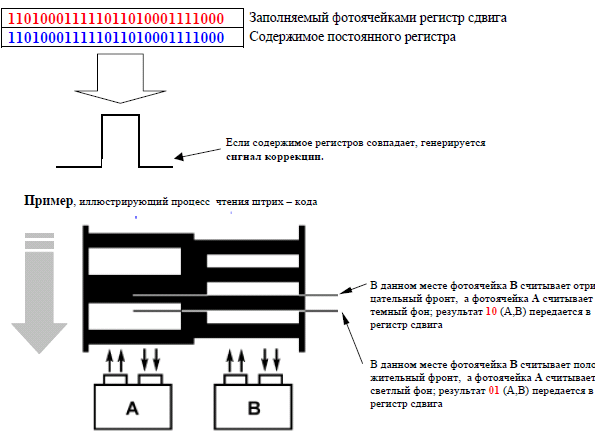 110100011111011010001111000 Заполняемый фотоячейками регистр сдвига
110100011111011010001111000 Содержимое постоянного регистра
Если содержимое регистров совпадает, генерируется
сигнал коррекции.
Пример, иллюстрирующий процесс чтения штрих – кода
В данном месте фотоячейка В считывает отри
цательный фронт, а фотоячейка А считывает
темный фон; результат 10 (А,В) передается в
регистр сдвига
В данном месте фотоячейка В считывает поло
жительный фронт, а фотоячейка А считывает
светлый фон; результат 01 (А,В) передается в
регистр сдвига
A
B